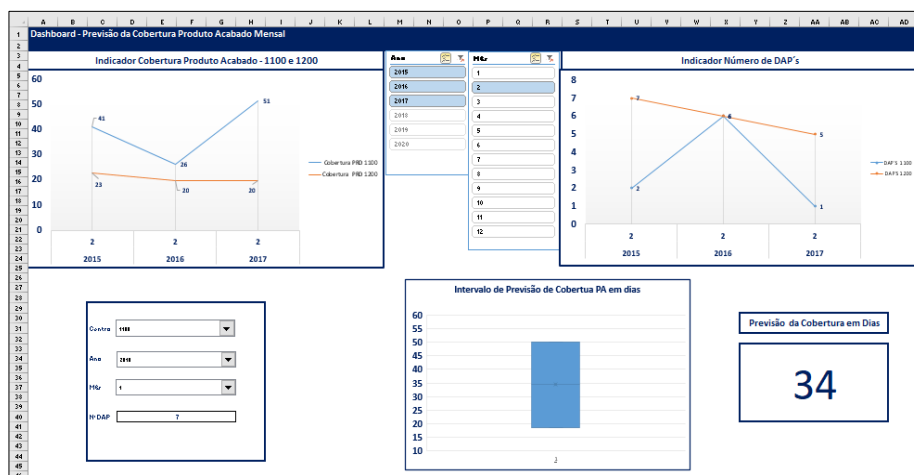 A B C D E F G H I J K L M N O P Q R S T U V W X Y Z AA AB AC AD
Dashboard - Previsão da Cobertura Produto Acabado Mensal
Indicador Cobertura Produto Acabado - 1100 e 1200
60
50
40
30
20
10
0
41
26
51
23
20
20
2 2 2
2015 2016 2017
Cobertura PRD 1100
Cobertura PRD 1200
Ano
2015
2016
2017
2018
2019
2020
Mês
1
2
3
4
5
6
7
8
9
10
11
12
Indicador Número de DAP´s
8
7
6
5
4
3
2
1
0
7
6
5
2
1
2 2 2
2015 2016 2017
DAP'S 1100
DAP'S 1200
Centro 1100
Ano
Mês 1
Nº DAP 7
Intervalo de Previsão de Cobertua PA em dias
60
55
50
45
40
35
30
25
20
15
10
Previsão da Cobertura em Dias
34